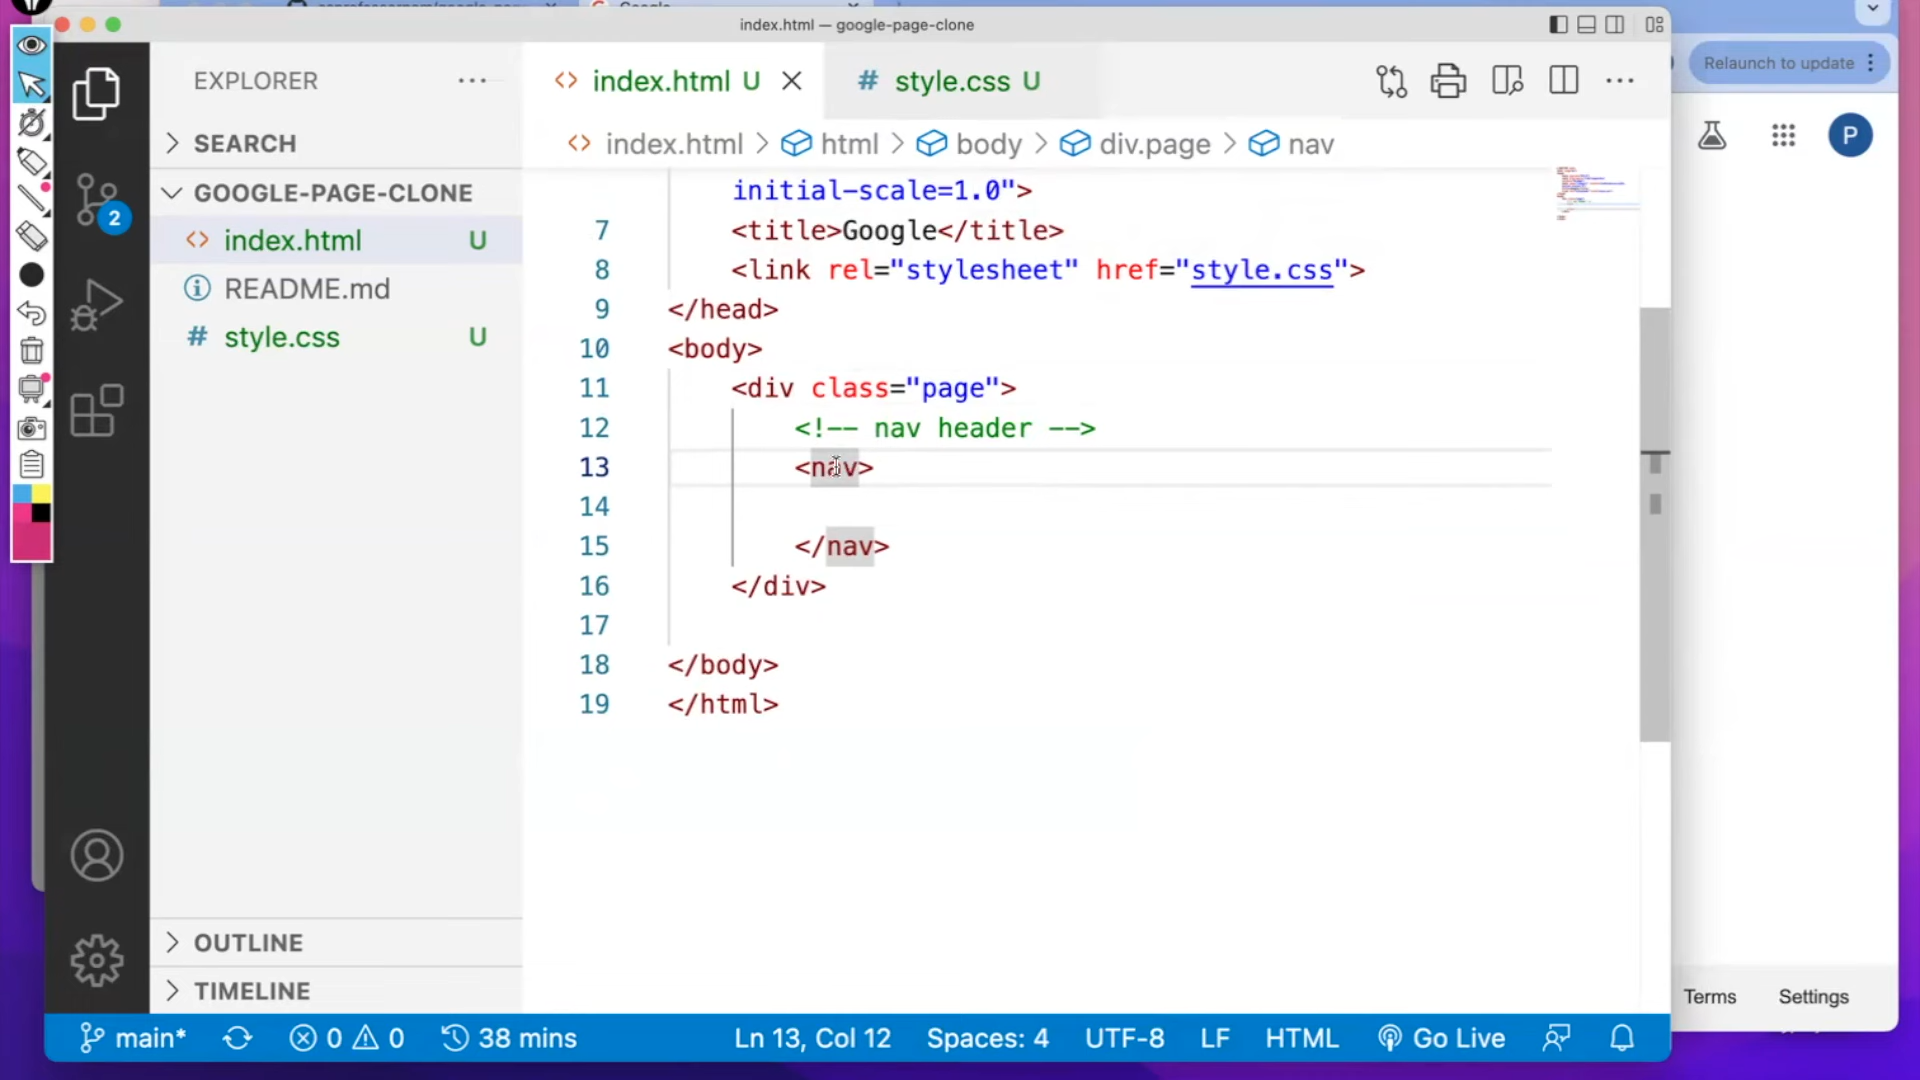 index.html — google-page-clone
Relaunch to update
EXPLORER
index.html U
style.css U
SEARCH
index.html > html > body > div.page > nav
P
GOOGLE-PAGE-CLONE
index.html U
README.md
style.css U
2
initial-scale=1.0">
7 <title>Google</title>
8 <link rel="stylesheet" href="style.css">
9 </head>
10 <body>
11 <div class="page">
12 <!-- nav header -->
13 <nav>
14
15 </nav>
16 </div>
17
18 </body>
19 </html>
OUTLINE
TIMELINE
Terms Settings
main* 0 0 38 mins Ln 13, Col 12 Spaces: 4 UTF-8 LF HTML Go Live